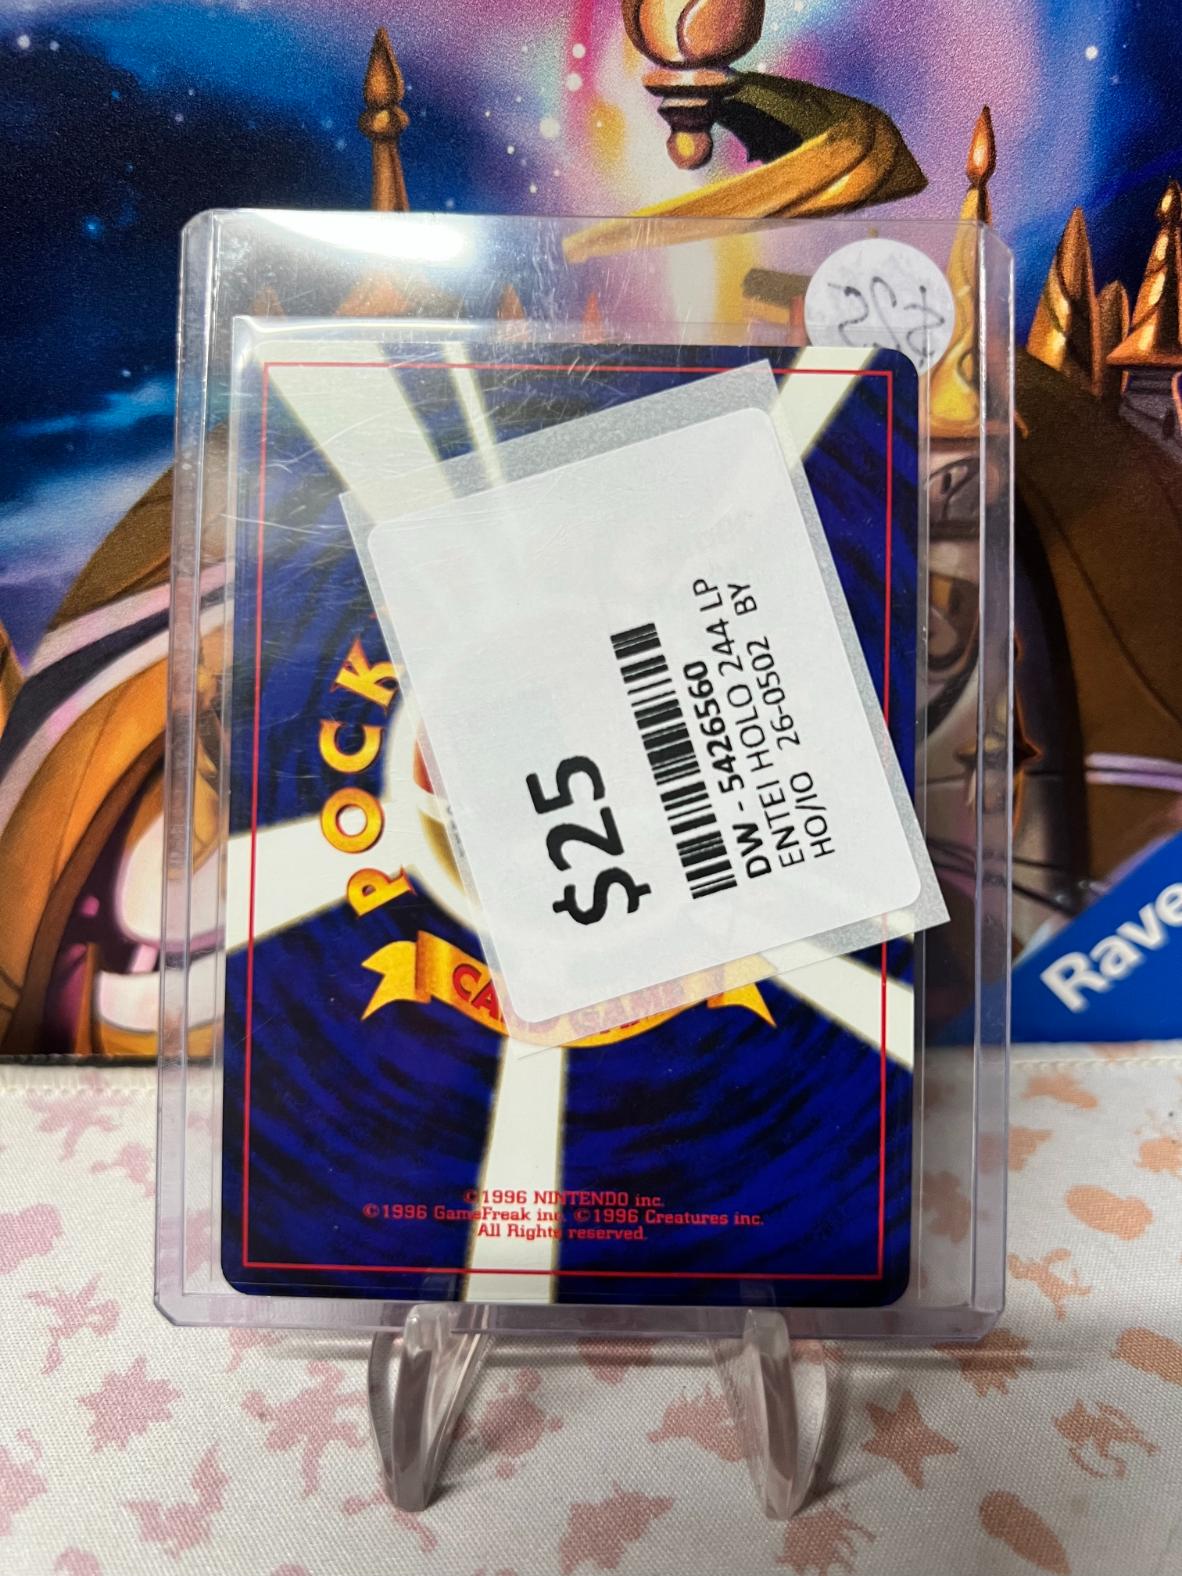 $25
DW - 5426560
ENTEI HOLO 244 LP
HO/IO 26-0502 BY
POCK
CARD GAME
©1996 NINTENDO inc.
©1996 GameFreak inc. ©1996 Creatures inc.
All Rights reserved.
Rave